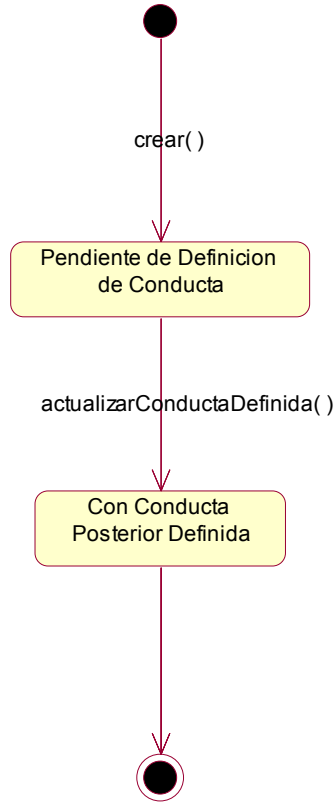 crear( )
Pendiente de Definicion
de Conducta
actualizarConductaDefinida( )
Con Conducta
Posterior Definida